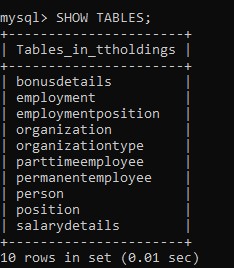 mysql> SHOW TABLES;
+----------------------+
| Tables_in_ttholdings |
+----------------------+
| bonusdetails         |
| employment           |
| employmentposition   |
| organization         |
| organizationtype     |
| parttimeemployee     |
| permanentemployee    |
| person               |
| position             |
| salarydetails        |
+----------------------+
10 rows in set (0.01 sec)